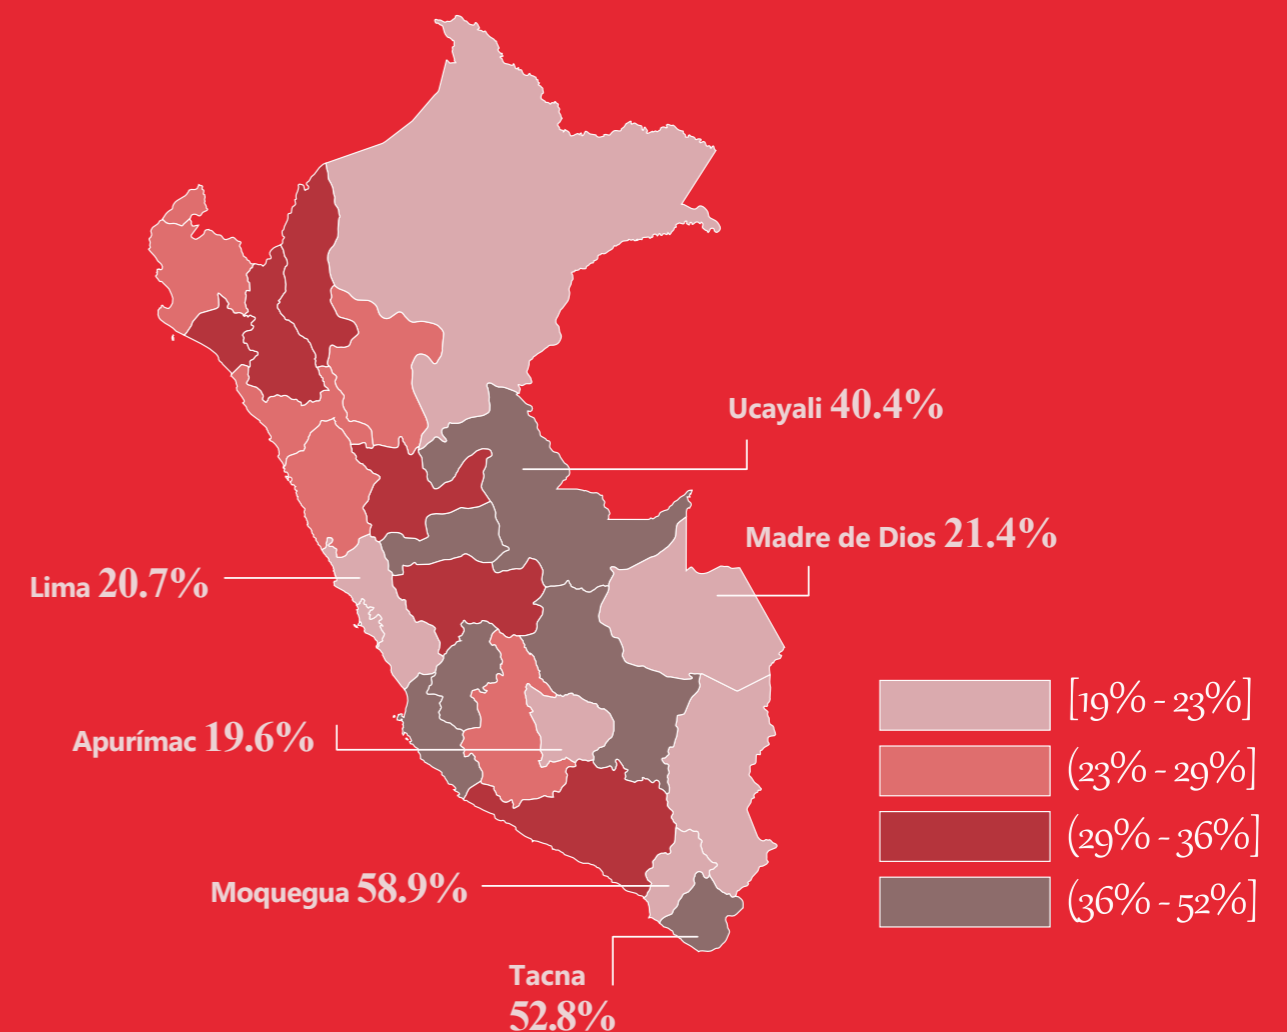 Ucayali 40.4%
Madre de Dios 21.4%
Lima 20.7%
Apurímac 19.6%
Moquegua 58.9%
Tacna
52.8%
[19% - 23%]
(23% - 29%]
(29% - 36%]
(36% - 52%]